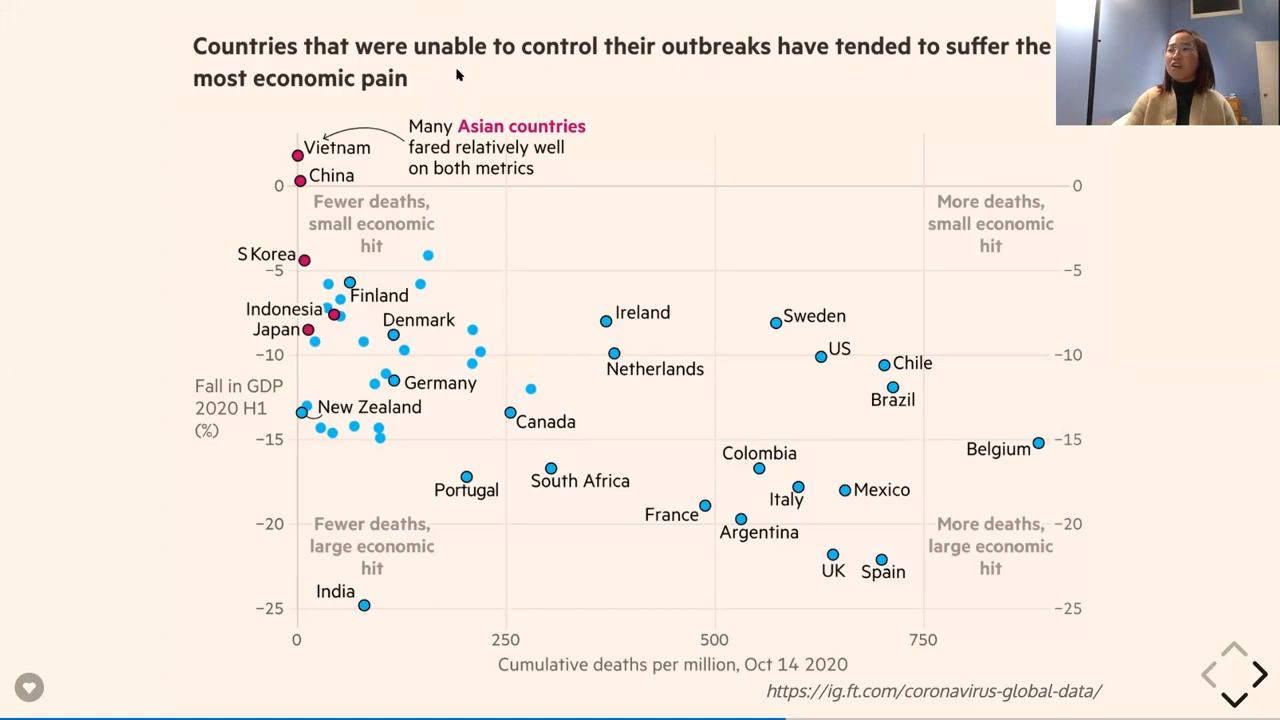 Countries that were unable to control their outbreaks have tended to suffer the
most economic pain
Many Asian countries
fared relatively well
on both metrics
Vietnam
China
0
0
Fewer deaths,
small economic
hit
More deaths,
small economic
hit
S Korea
−5
−5
Finland
Indonesia
Japan
Denmark
Ireland
Sweden
US
−10
−10
Netherlands
Chile
Brazil
Germany
Fall in GDP
2020 H1
(%)
New Zealand
Canada
−15
−15
Belgium
Colombia
South Africa
Portugal
Italy
Mexico
France
Argentina
−20
−20
Fewer deaths,
large economic
hit
More deaths,
large economic
hit
UK
Spain
India
−25
−25
0
250
500
750
Cumulative deaths per million, Oct 14 2020
https://ig.ft.com/coronavirus-global-data/